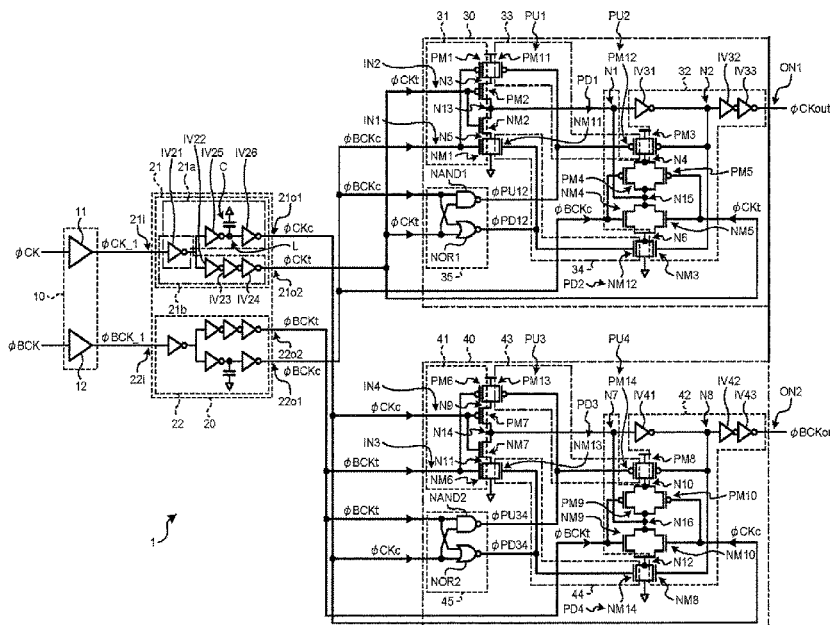 31 30 33 PU1 PU2
PM1 PM11 PM12 IV31 32 IV32 IV33 ON1
IN2 N3 N1 N2
φCKt PD1
N13 PM2 φCKout
NM2 NM11
IN1 N5 PM3
φBCKc NM1 N4
NAND1 PM4 PM5
φBCKc φPU12 NM4 N15
φBCKc φCKt
φCKt φPD12 N6 NM5
NOR1
35 34 NM12 NM3
PD2
IV21 IV22 IV25 C IV26
21 21a 21o1
11 21i φCKc
φCK φCK_1 L φCKt
21o2
10 21b IV23 IV24
φBCKt
φBCK φBCK_1 22o2
φBCKc
12 22i 22o1
22 20
41 40 43 PU3 PU4
PM6 PM13 PM14 IV41 42 IV42 IV43 ON2
IN4 N9 N7 N8
φCKc PD3
N14 PM7 φBCKou
NM7 NM13
IN3 N11 PM8
φBCKt NM6 N10
NAND2 PM9 PM10
φBCKt φPU34 NM9 N16
φBCKt φCKc
φCKc φPD34 N12 NM10
NOR2
45 44 NM14 NM8
PD4
1